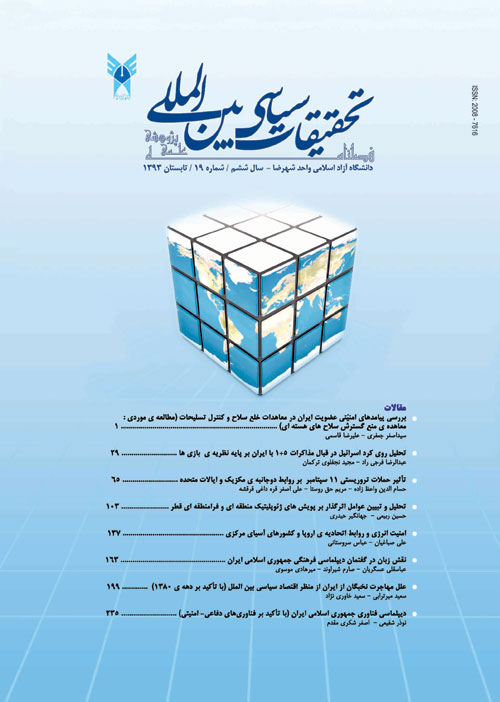 تحقیقات سیاسی بین المللی
فصلنامه علمی پژوهشی
دانشگاه آزاد اسلامی واحد شهرضا - سال ششم / شماره ۱۹ / تابستان ۱۳۹۳
ISSN: 2008 - 7616
مقالات
بررسی پیامدهای امنیّتی عضویت ایران در معاهدات خلع سلاح و کنترل تسلیحات (مطالعه ی موردی :
معاهده ی منع گسترش سلاح های هسته ای) ۱
سیداصغر جعفری - علیرضا قاسمی
تحلیل روی کرد اسرائیل در قبال مذاکرات ۱+۵ با ایران بر پایه نظریه ی بازی ها ۲۹
عبدالرضا فرجی راد - مجید نجفلوی ترکمان
تأثیر حملات تروریستی ۱۱ سپتامبر بر روابط دوجانبه ی مکزیک و ایالات متحده ۶۵
حسام الدین واعظ زاده - مریم حق روستا - علی اصغر قره داغی قرقشه
تحلیل و تبیین عوامل اثرگذار بر پویش های ژئوپلیتیک منطقه ای و فرامنطقه ای قطر ۱۰۳
حسین ربیعی - جهانگیر حیدری
امنیت انرژی و روابط اتحادیه ی اروپا و کشورهای آسیای مرکزی ۱۳۷
علی صباغیان - عباس سروستانی
نقش زبان در گفتمان دیپلماسی فرهنگی جمهوری اسلامی ایران ۱۶۳
عباسقلی عسگریان - صارم شیراوند - میرهادی موسوی
علل مهاجرت نخبگان از ایران از منظر اقتصاد سیاسی بین الملل (با تأکید بر دهه ی ۱۳۸۰) ۱۹۹
سعید میرترابی - سعید خاوری نژاد
دیپلماسی فناوری جمهوری اسلامی ایران (با تأکید بر فناوری‌های دفاعی- امنیتی) ۲۳۵
نوذر شفیعی - اصغر شکری مقدم